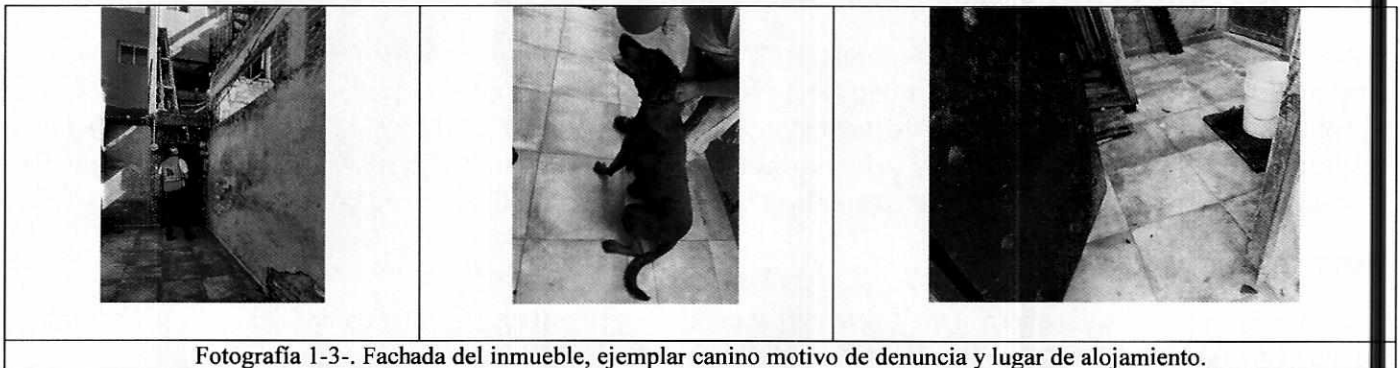 Fotografía 1-3-. Fachada del inmueble, ejemplar canino motivo de denuncia y lugar de alojamiento.